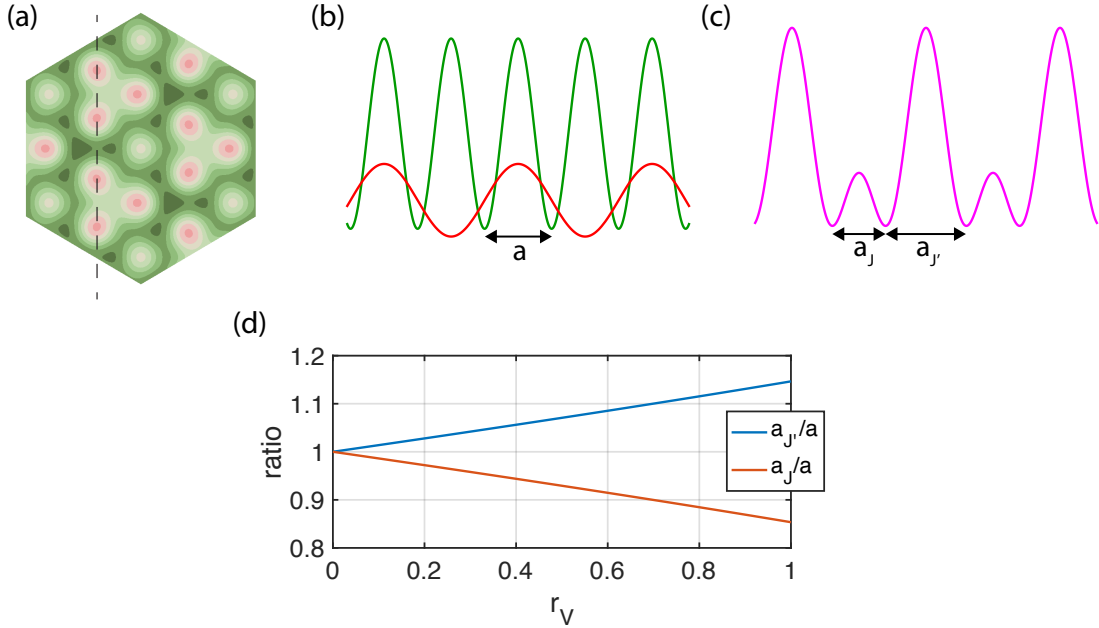 (a)
(b)
(c)
a
a_J
a_J'
(d)
1.2
1.1
1
0.9
0.8
ratio
a_J'/a
a_J/a
0
0.2
0.4
0.6
0.8
1
r_V